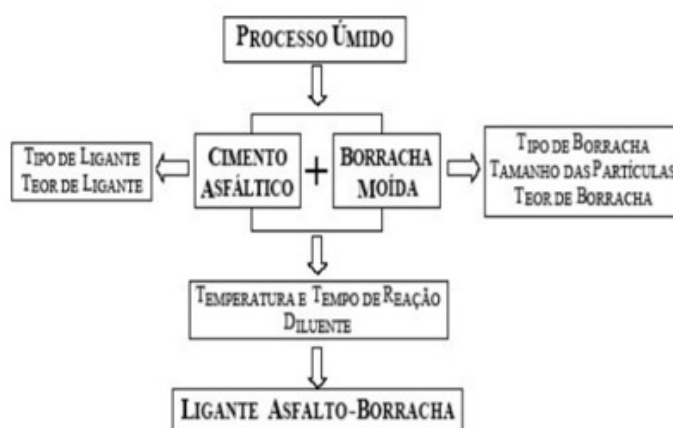 PROCESSO ÚMIDO
TIPO DE LIGANTE
TEOR DE LIGANTE
CIMENTO
ASFÁLTICO
+
BORRACHA
MOÍDA
TIPO DE BORRACHA
TAMANHO DAS PARTÍCULAS
TEOR DE BORRACHA
TEMPERATURA E TEMPO DE REAÇÃO
DILUENTE
LIGANTE ASFALTO-BORRACHA